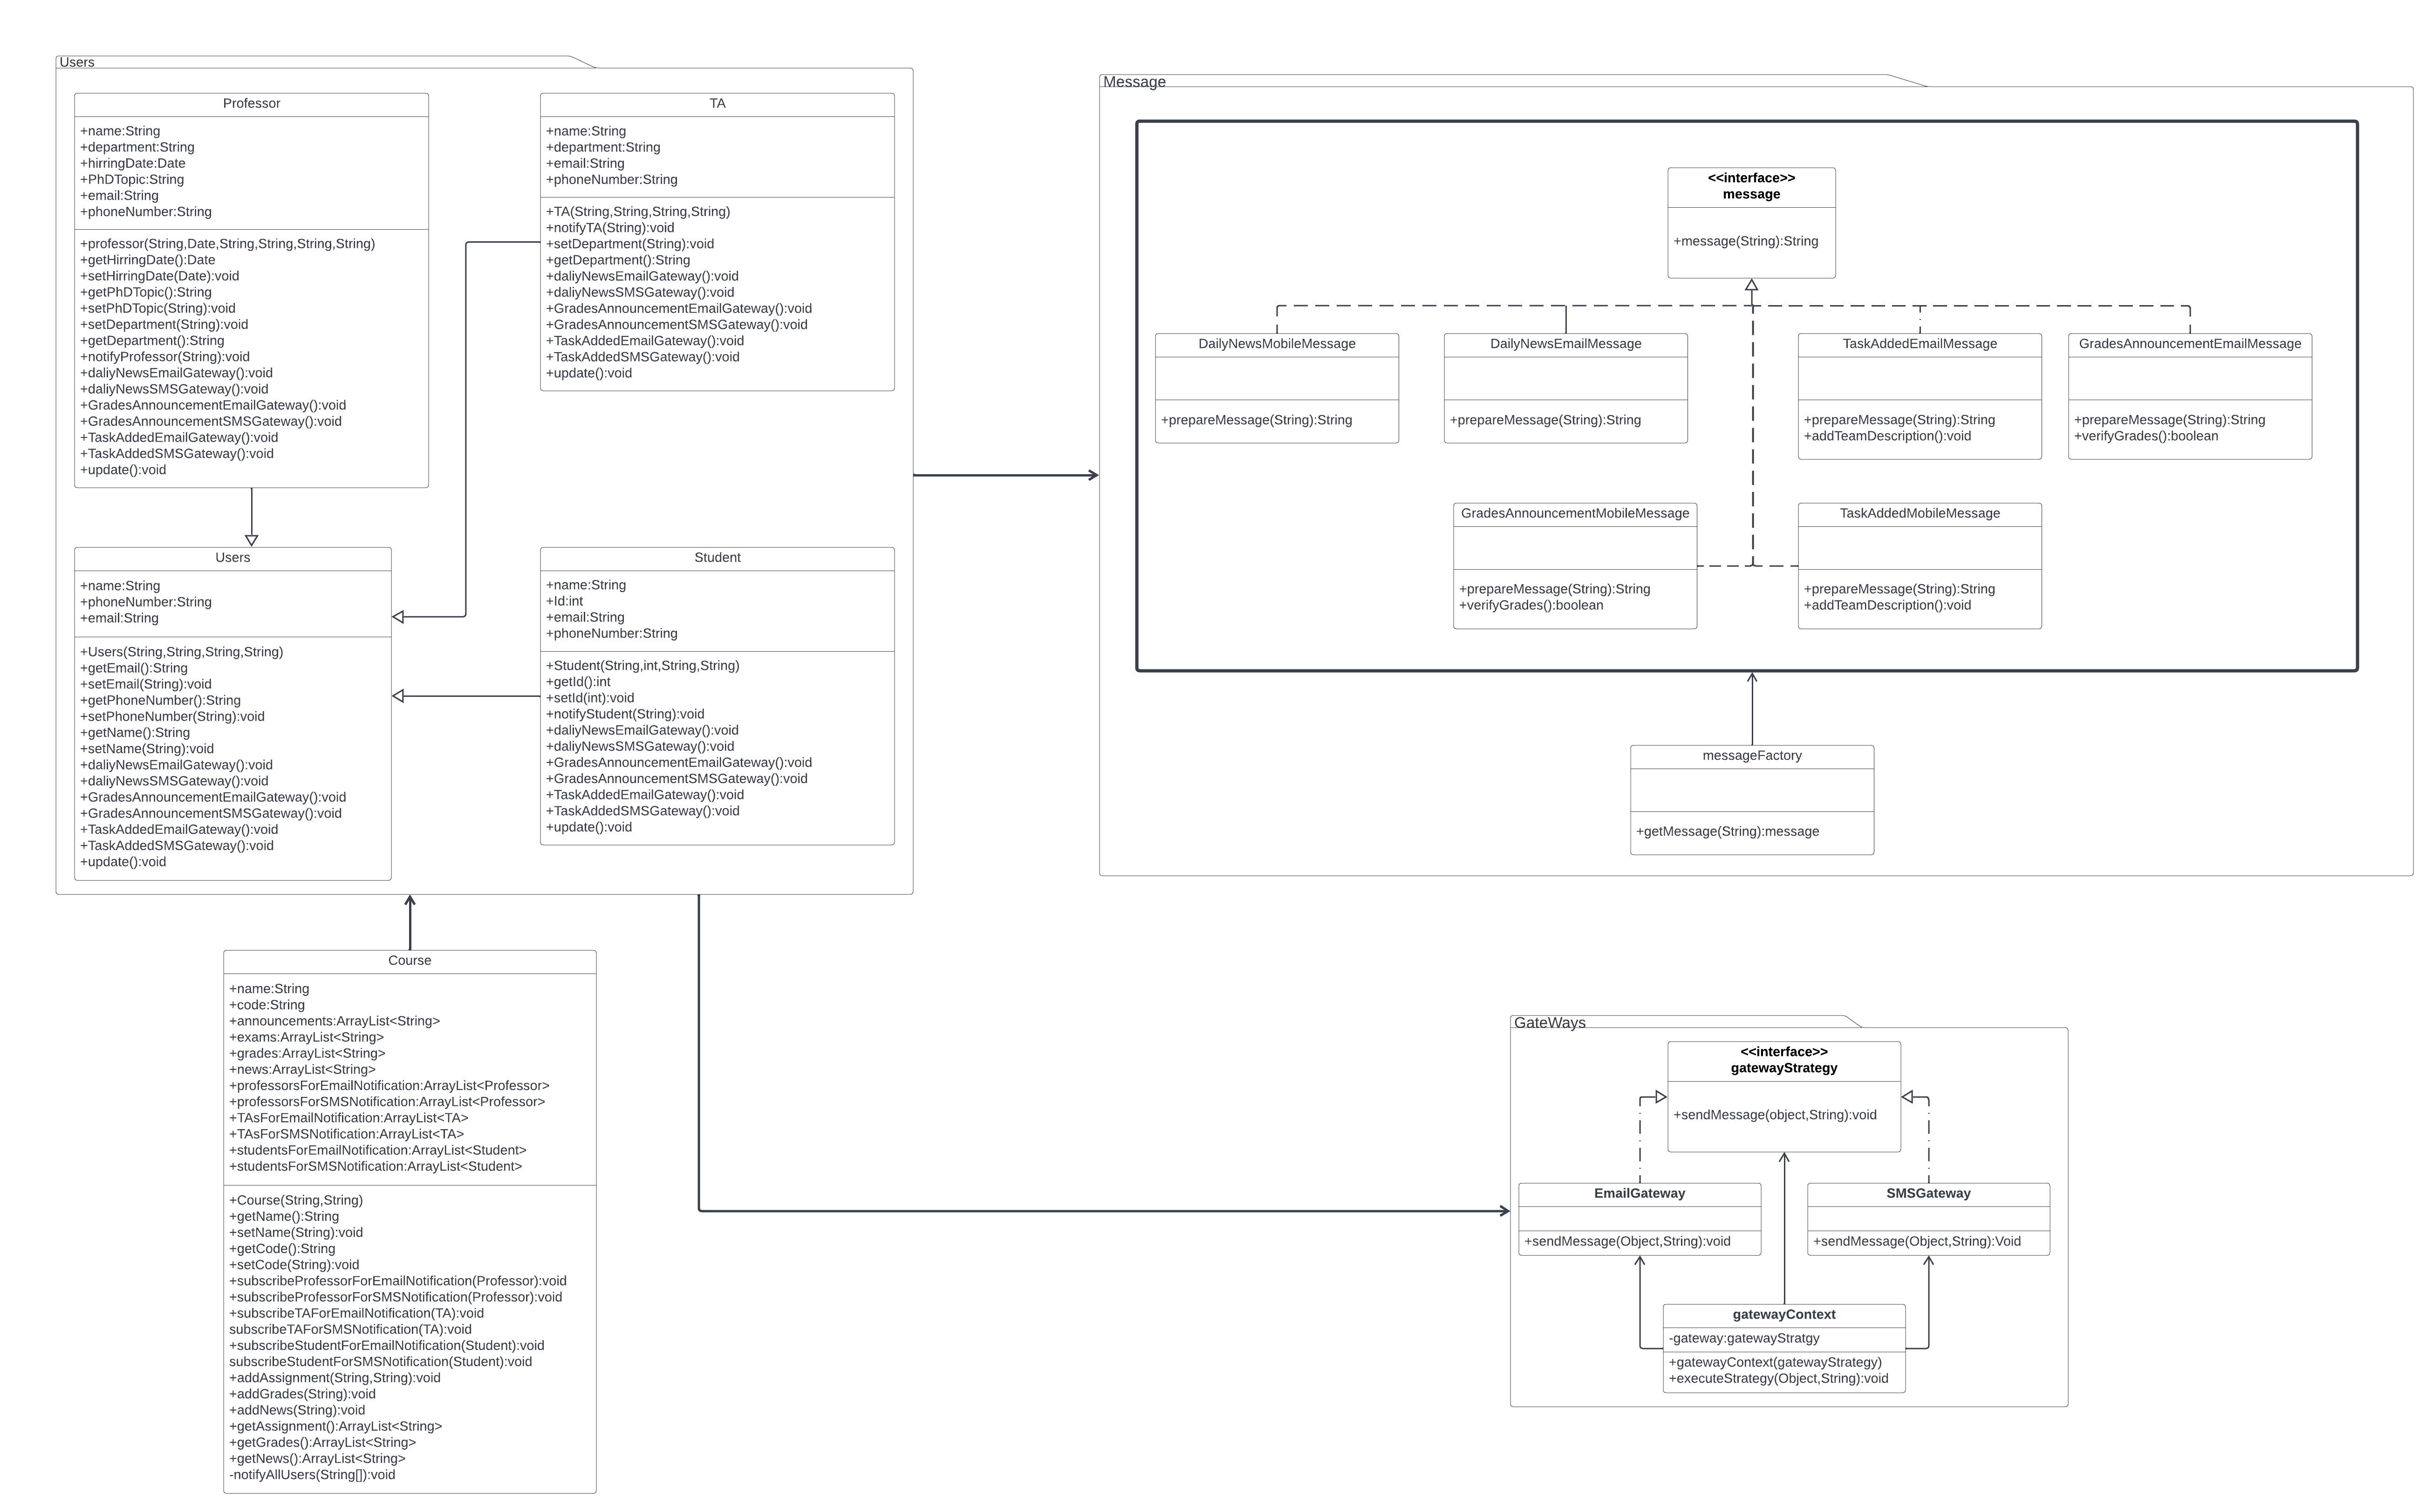 Users
Professor
+name:String
+department:String
+hirringDate:Date
+PhDTopic:String
+email:String
+phoneNumber:String
+professor(String,Date,String,String,String,String)
+getHirringDate():Date
+setHirringDate(Date):void
+getPhDTopic():String
+setPhDTopic(String):void
+setDepartment(String):void
+getDepartment():String
+notifyProfessor(String):void
+daliyNewsEmailGateway():void
+daliyNewsSMSGateway():void
+GradesAnnouncementEmailGateway():void
+GradesAnnouncementSMSGateway():void
+TaskAddedEmailGateway():void
+TaskAddedSMSGateway():void
+update():void
TA
+name:String
+department:String
+email:String
+phoneNumber:String
+TA(String,String,String,String)
+notifyTA(String):void
+setDepartment(String):void
+getDepartment():String
+daliyNewsEmailGateway():void
+daliyNewsSMSGateway():void
+GradesAnnouncementEmailGateway():void
+GradesAnnouncementSMSGateway():void
+TaskAddedEmailGateway():void
+TaskAddedSMSGateway():void
+update():void
Users
+name:String
+phoneNumber:String
+email:String
+Users(String,String,String,String)
+getEmail():String
+setEmail(String):void
+getPhoneNumber():String
+setPhoneNumber(String):void
+getName():String
+setName(String):void
+daliyNewsEmailGateway():void
+daliyNewsSMSGateway():void
+GradesAnnouncementEmailGateway():void
+GradesAnnouncementSMSGateway():void
+TaskAddedEmailGateway():void
+TaskAddedSMSGateway():void
+update():void
Student
+name:String
+Id:int
+email:String
+phoneNumber:String
+Student(String,int,String,String)
+getId():int
+setId(int):void
+notifyStudent(String):void
+daliyNewsEmailGateway():void
+daliyNewsSMSGateway():void
+GradesAnnouncementEmailGateway():void
+GradesAnnouncementSMSGateway():void
+TaskAddedEmailGateway():void
+TaskAddedSMSGateway():void
+update():void
Message
<<interface>>
message
+message(String):String
DailyNewsMobileMessage
+prepareMessage(String):String
DailyNewsEmailMessage
+prepareMessage(String):String
TaskAddedEmailMessage
+prepareMessage(String):String
+addTeamDescription():void
GradesAnnouncementEmailMessage
+prepareMessage(String):String
+verifyGrades():boolean
GradesAnnouncementMobileMessage
+prepareMessage(String):String
+verifyGrades():boolean
TaskAddedMobileMessage
+prepareMessage(String):String
+addTeamDescription():void
messageFactory
+getMessage(String):message
Course
+name:String
+code:String
+announcements:ArrayList<String>
+exams:ArrayList<String>
+grades:ArrayList<String>
+news:ArrayList<String>
+professorsForEmailNotification:ArrayList<Professor>
+professorsForSMSNotification:ArrayList<Professor>
+TAsForEmailNotification:ArrayList<TA>
+TAsForSMSNotification:ArrayList<TA>
+studentsForEmailNotification:ArrayList<Student>
+studentsForSMSNotification:ArrayList<Student>
+Course(String,String)
+getName():String
+setName(String):void
+getCode():String
+setCode(String):void
+subscribeProfessorForEmailNotification(Professor):void
+subscribeProfessorForSMSNotification(Professor):void
+subscribeTAForEmailNotification(TA):void
subscribeTAForSMSNotification(TA):void
+subscribeStudentForEmailNotification(Student):void
subscribeStudentForSMSNotification(Student):void
+addAssignment(String,String):void
+addGrades(String):void
+addNews(String):void
+getAssignment():ArrayList<String>
+getGrades():ArrayList<String>
+getNews():ArrayList<String>
-notifyAllUsers(String[]):void
GateWays
<<interface>>
gatewayStrategy
+sendMessage(object,String):void
EmailGateway
+sendMessage(Object,String):void
SMSGateway
+sendMessage(Object,String):Void
gatewayContext
-gateway:gatewayStratgy
+gatewayContext(gatewayStrategy)
+executeStrategy(Object,String):void